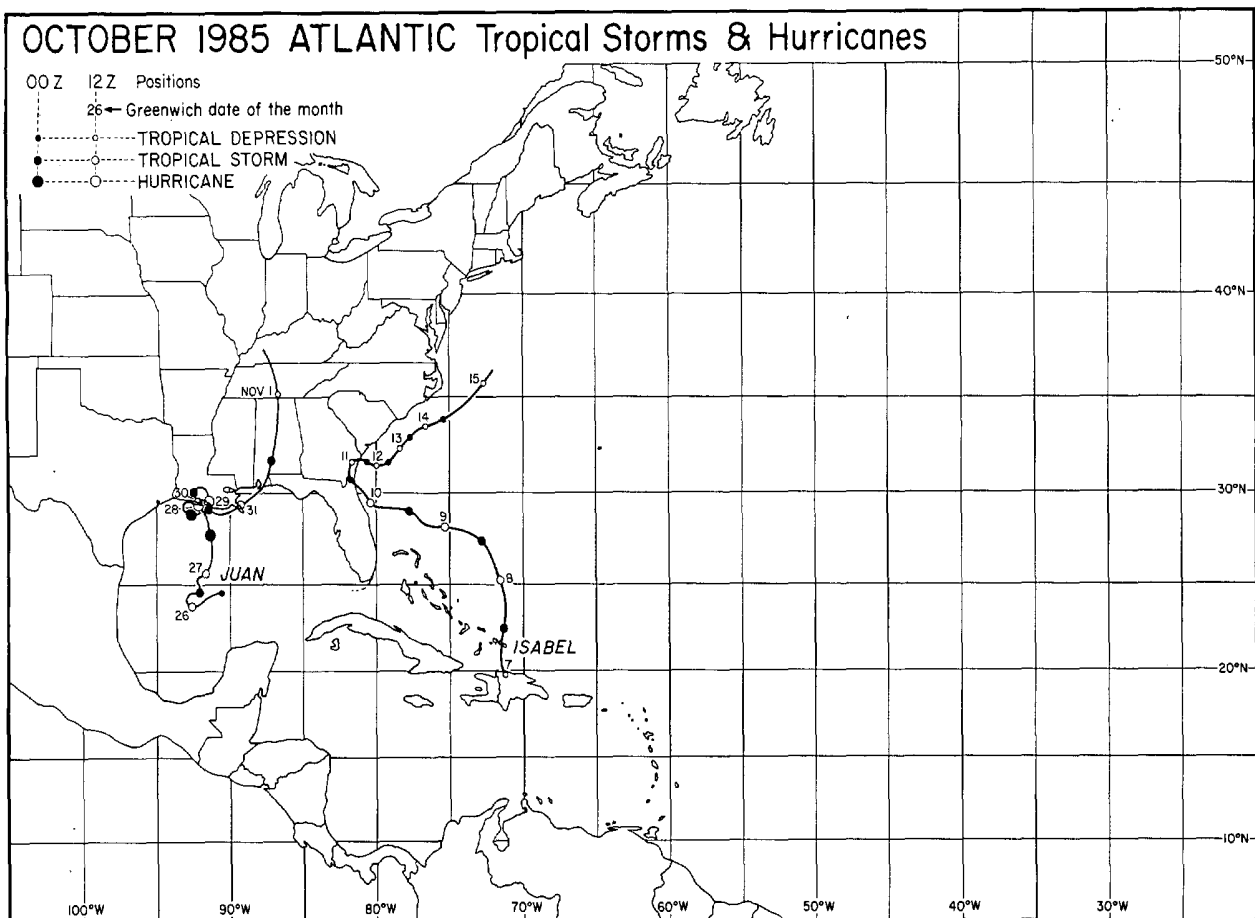 OCTOBER 1985 ATLANTIC Tropical Storms & Hurricanes
00 Z 12 Z Positions
26 ← Greenwich date of the month
TROPICAL DEPRESSION
TROPICAL STORM
HURRICANE
50°N
40°N
15
NOV 1
14
13
11 12
30 29 10 30°N
28 31
9
27 JUAN 8
26
ISABEL
7 20°N
10°N
100°W 90°W 80°W 70°W 60°W 50°W 40°W 30°W